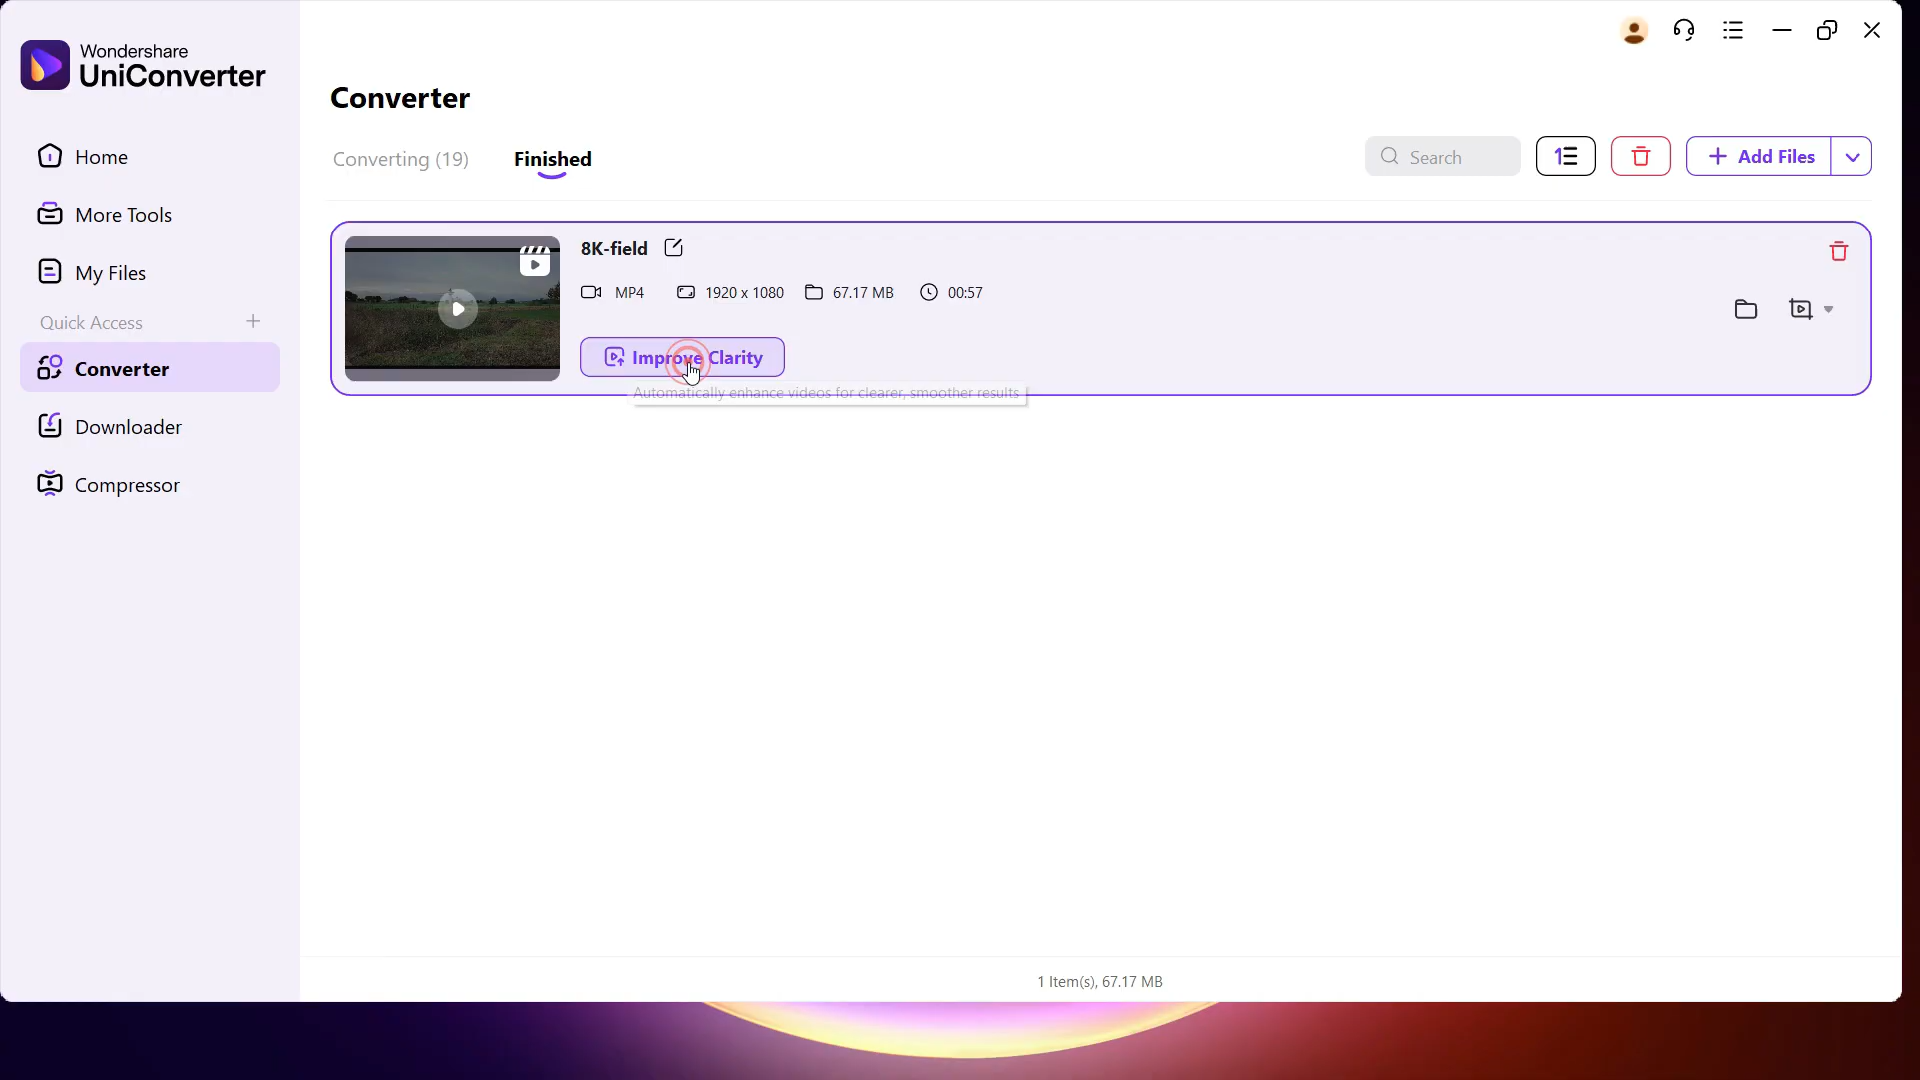 Wondershare
UniConverter
Home
More Tools
My Files
Quick Access
Converter
Downloader
Compressor
Converter
Converting (19)
Finished
Search
Add Files
8K-field
MP4
1920 x 1080
67.17 MB
00:57
Improve Clarity
Automatically enhance videos for clearer, smoother results
1 Item(s), 67.17 MB